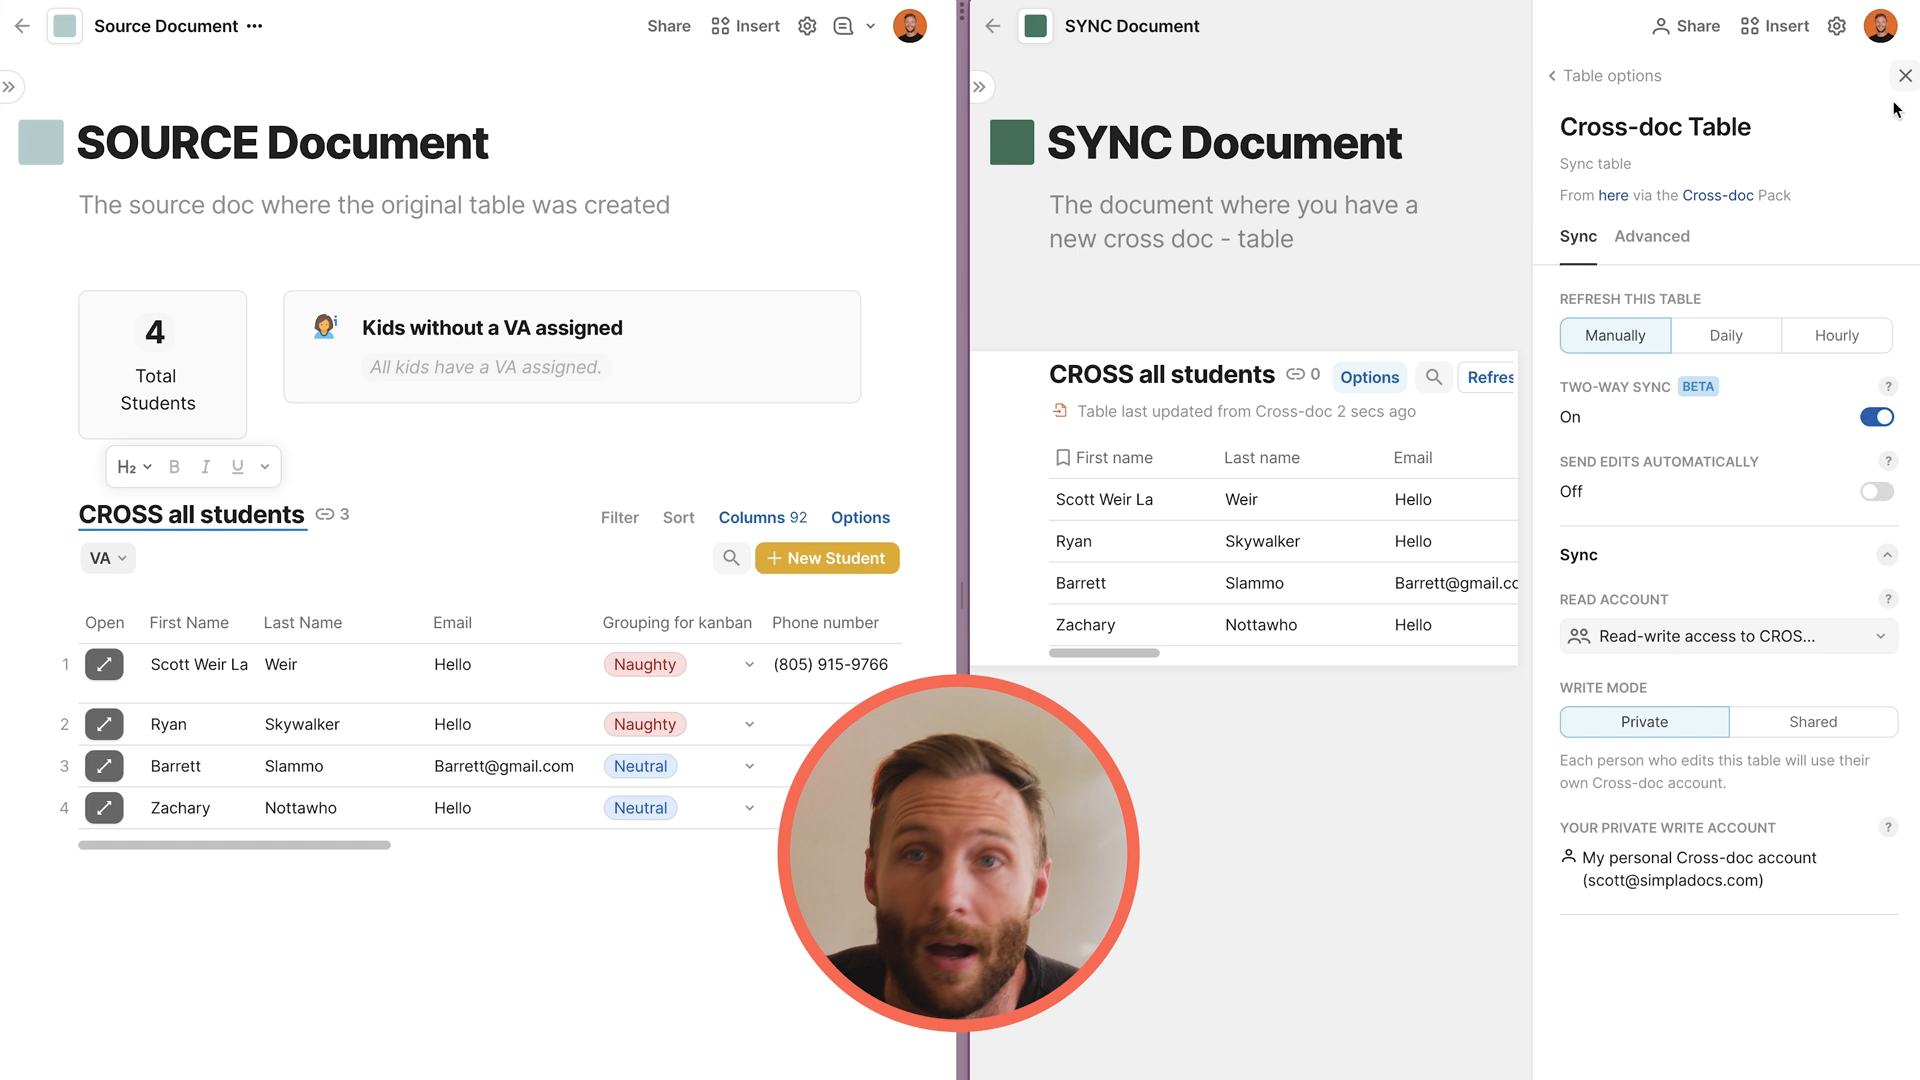 Source Document
Share
Insert
SOURCE Document
The source doc where the original table was created
4
Total
Students
Kids without a VA assigned
All kids have a VA assigned.
H₂ B I U
CROSS all students 3
Filter Sort Columns 92 Options
VA
+ New Student
Open First Name Last Name Email Grouping for kanban Phone number
1 Scott Weir La Weir Hello Naughty (805) 915-9766
2 Ryan Skywalker Hello Naughty
3 Barrett Slammo Barrett@gmail.com Neutral
4 Zachary Nottawho Hello Neutral
SYNC Document
Share
Insert
SYNC Document
The document where you have a
new cross doc - table
CROSS all students 0 Options Refres
Table last updated from Cross-doc 2 secs ago
First name Last name Email
Scott Weir La Weir Hello
Ryan Skywalker Hello
Barrett Slammo Barrett@gmail.co
Zachary Nottawho Hello
Table options
Cross-doc Table
Sync table
From here via the Cross-doc Pack
Sync Advanced
REFRESH THIS TABLE
Manually Daily Hourly
TWO-WAY SYNC BETA ?
On
SEND EDITS AUTOMATICALLY ?
Off
Sync
READ ACCOUNT ?
Read-write access to CROS...
WRITE MODE
Private Shared
Each person who edits this table will use their
own Cross-doc account.
YOUR PRIVATE WRITE ACCOUNT ?
My personal Cross-doc account
(scott@simpladocs.com)